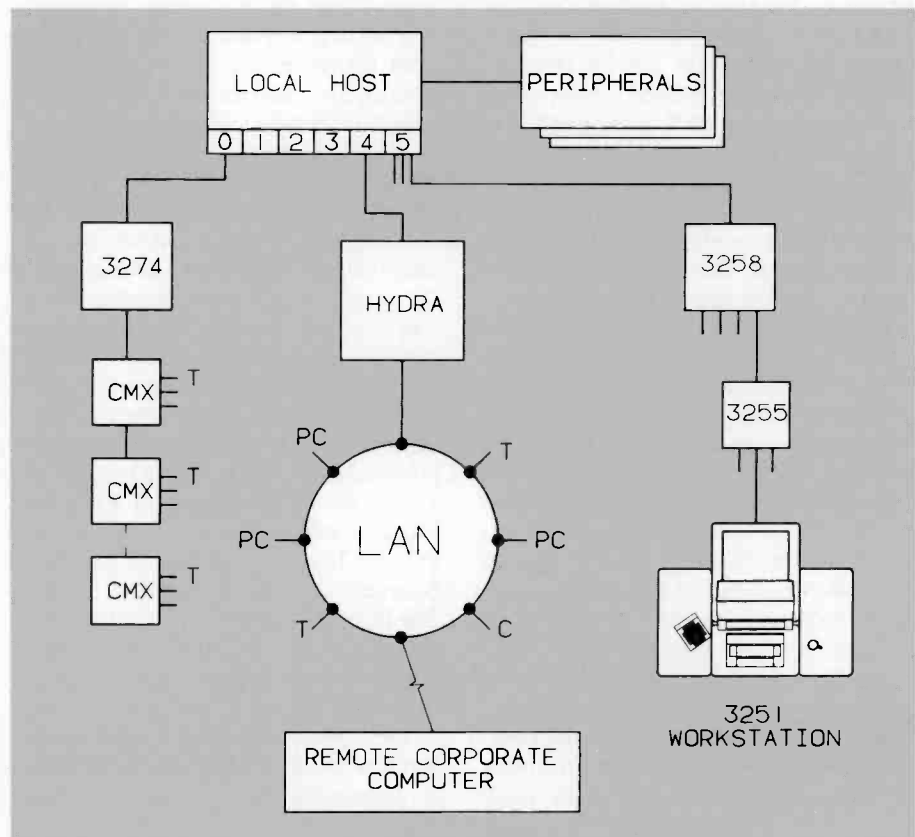 LOCAL HOST
PERIPHERALS
0 1 2 3 4 5
3274
HYDRA
3258
CMX T
3255
PC T
CMX T
PC LAN PC
CMX T
T C
3251
WORKSTATION
REMOTE CORPORATE
COMPUTER